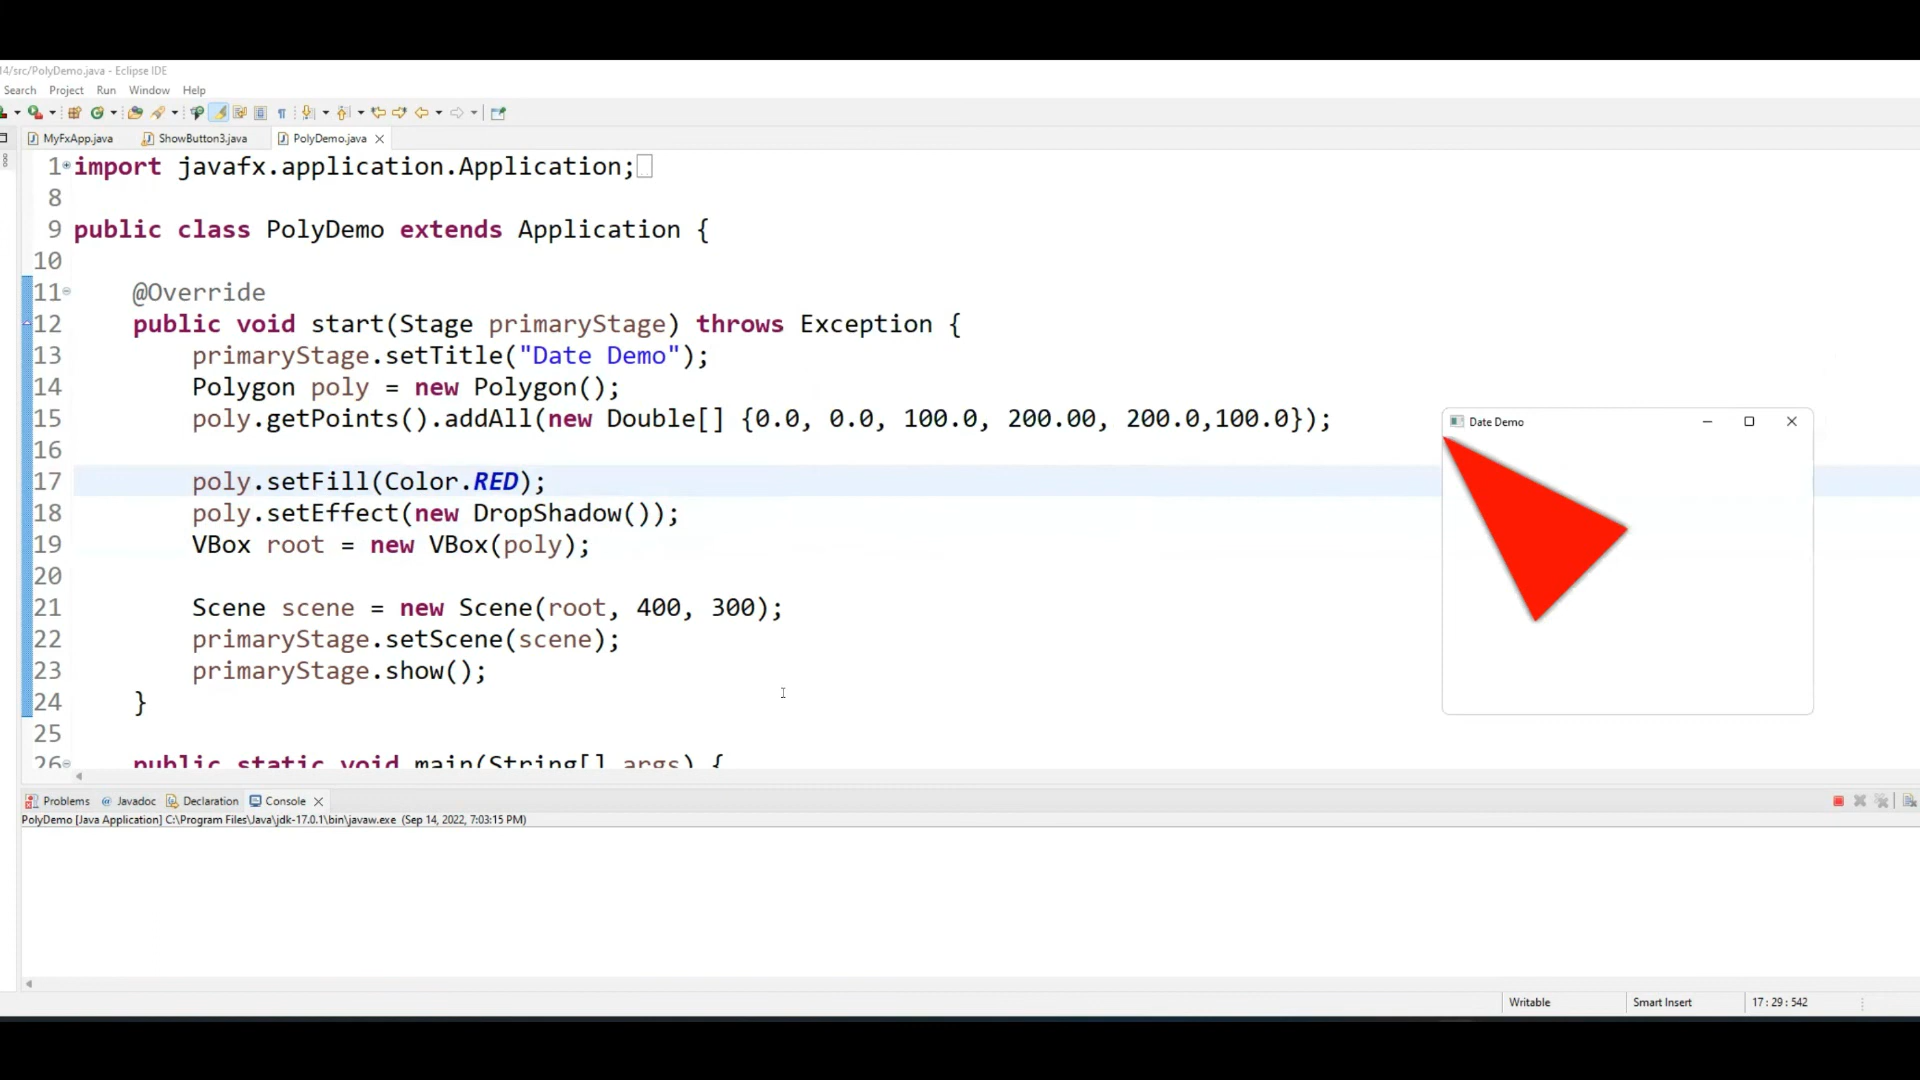 14/src/PolyDemo.java - Eclipse IDE
Search Project Run Window Help
MyFxApp.java ShowButton3.java PolyDemo.java
1 import javafx.application.Application;
8
9 public class PolyDemo extends Application {
10
11 @Override
12 public void start(Stage primaryStage) throws Exception {
13 primaryStage.setTitle("Date Demo");
14 Polygon poly = new Polygon();
15 poly.getPoints().addAll(new Double[] {0.0, 0.0, 100.0, 200.00, 200.0,100.0});
16
17 poly.setFill(Color.RED);
18 poly.setEffect(new DropShadow());
19 VBox root = new VBox(poly);
20
21 Scene scene = new Scene(root, 400, 300);
22 primaryStage.setScene(scene);
23 primaryStage.show();
24 }
25
26 public static void main(String[] args) {
Date Demo
Problems Javadoc Declaration Console
PolyDemo [Java Application] C:\Program Files\Java\jdk-17.0.1\bin\javaw.exe (Sep 14, 2022, 7:03:15 PM)
Writable Smart Insert 17 : 29 : 542